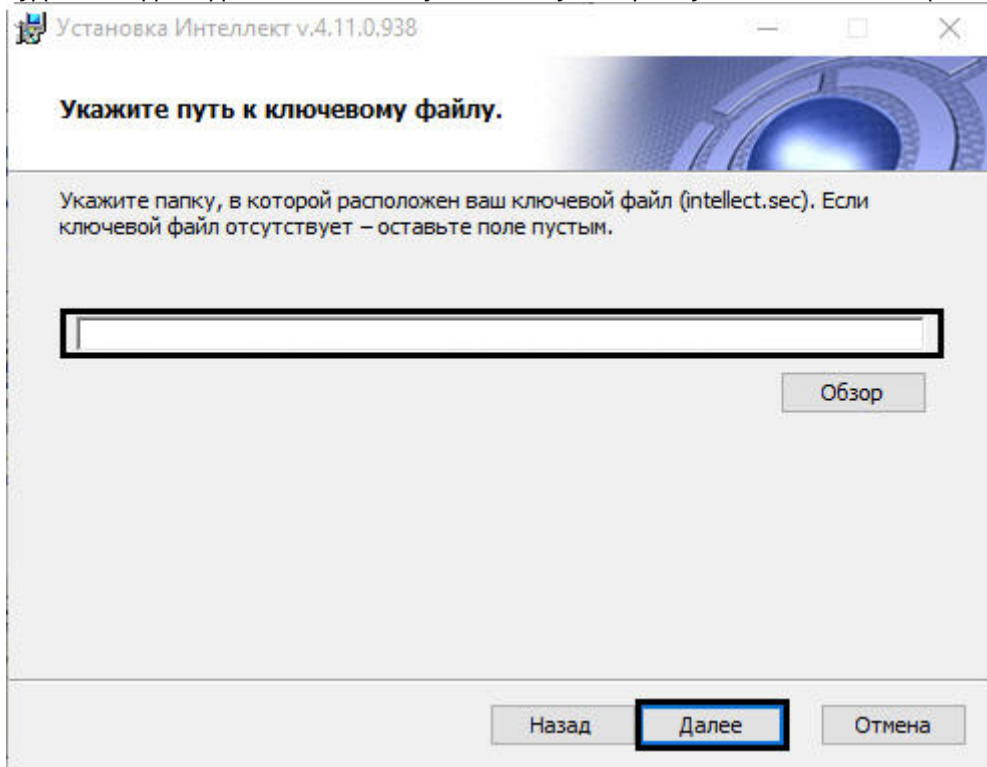 Установка Интеллект v.4.11.0.938
Укажите путь к ключевому файлу.
Укажите папку, в которой расположен ваш ключевой файл (intellect.sec). Если
ключевой файл отсутствует – оставьте поле пустым.
Обзор
Назад
Далее
Отмена